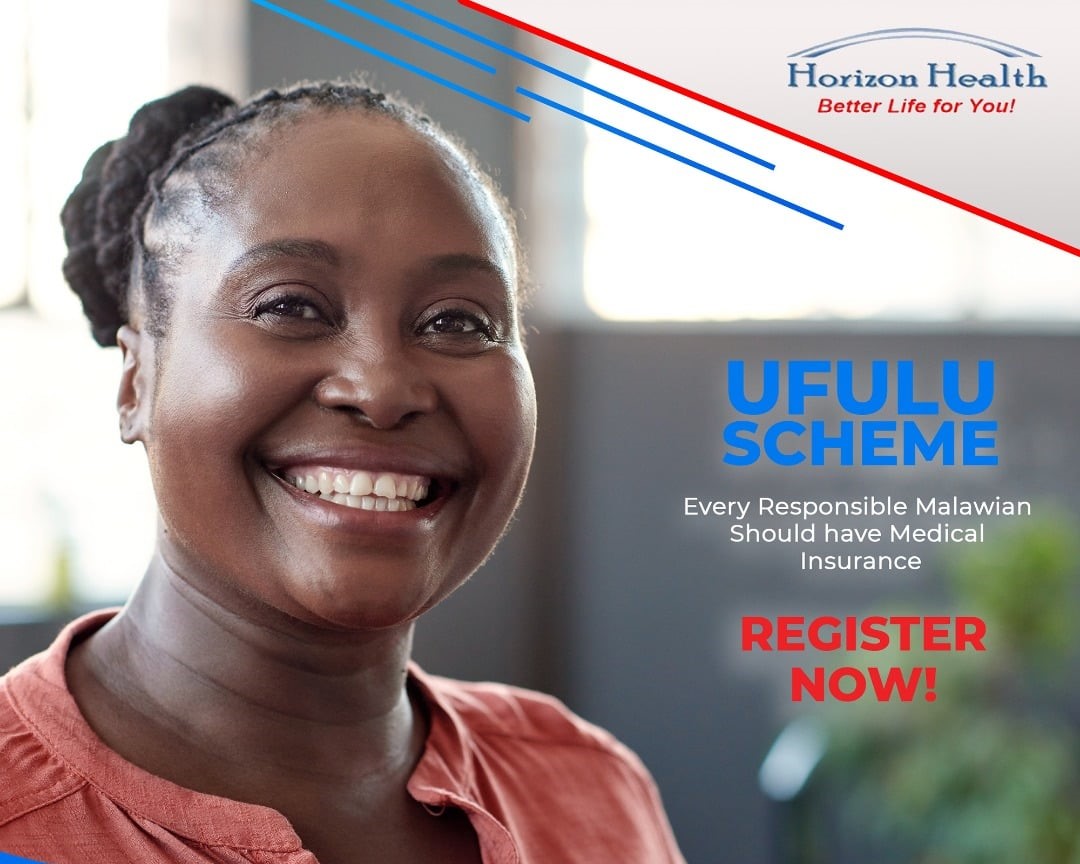 Horizon Health
Better Life for You!
UFULU
SCHEME
Every Responsible Malawian
Should have Medical
Insurance
REGISTER
NOW!